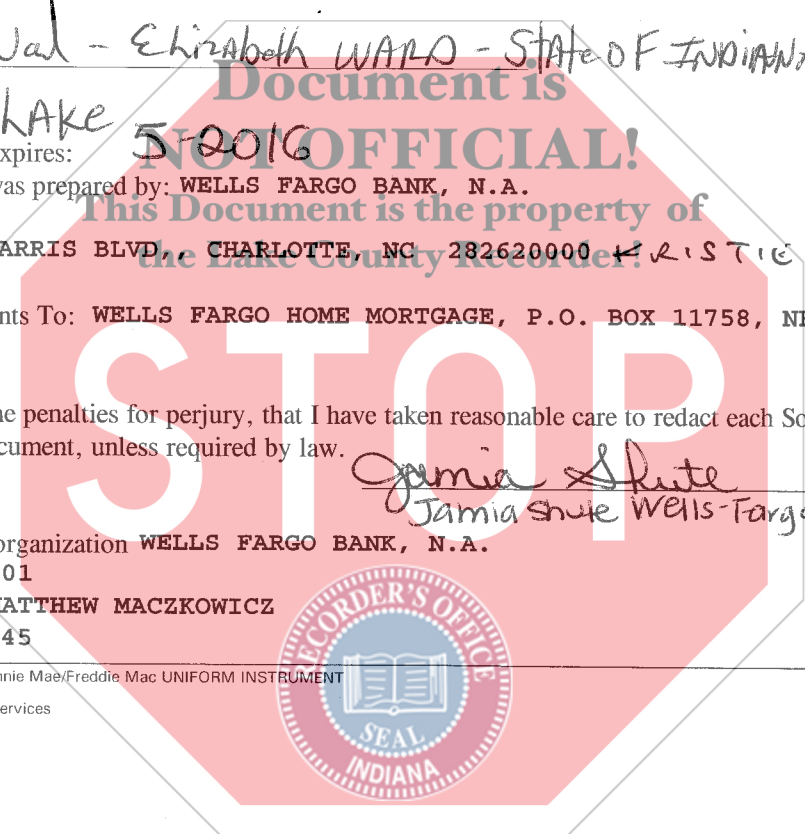 - Elizabeth WARD - State OF INDIANA
Document is
LAKE
xpires: 5-2016
NOT OFFICIAL!
vas prepared by: WELLS FARGO BANK, N.A.
This Document is the property of
ARRIS BLVD,, CHARLOTTE, NC 282620000 KRISTIE
the Lake County Recorder!
nts To: WELLS FARGO HOME MORTGAGE, P.O. BOX 11758, NE
STOP
he penalties for perjury, that I have taken reasonable care to redact each So
cument, unless required by law.
Jamia Shute
Jamia Shute Wells-Fargo
organization WELLS FARGO BANK, N.A.
01
MATTHEW MACZKOWICZ
45
RECORDER'S OFFICE
nnie Mae/Freddie Mac UNIFORM INSTRUMENT
ervices
SEAL
INDIANA